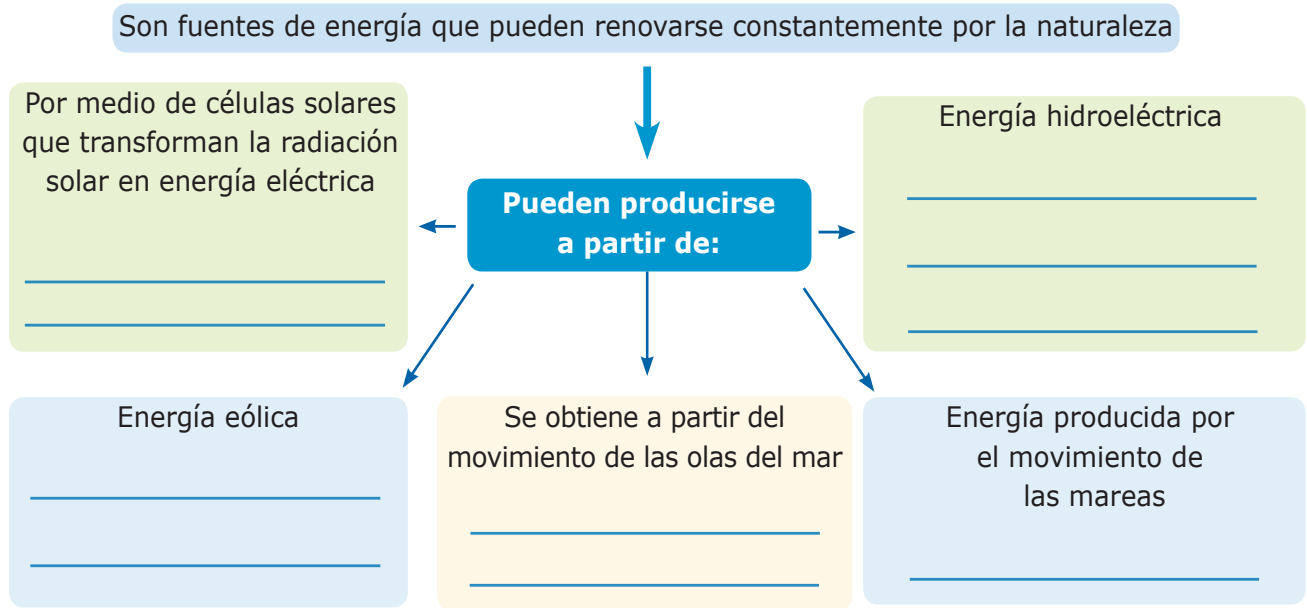 Son fuentes de energía que pueden renovarse constantemente por la naturaleza
Por medio de células solares
que transforman la radiación
solar en energía eléctrica
Pueden producirse
a partir de:
Energía hidroeléctrica
Energía eólica
Se obtiene a partir del
movimiento de las olas del mar
Energía producida por
el movimiento de
las mareas